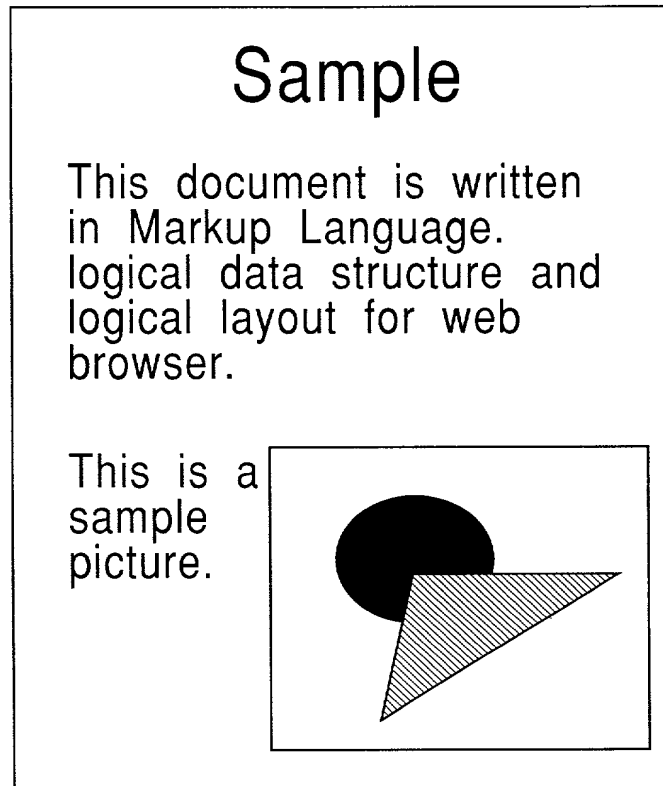 Sample
This document is written
in Markup Language.
logical data structure and
logical layout for web
browser.
This is a
sample
picture.